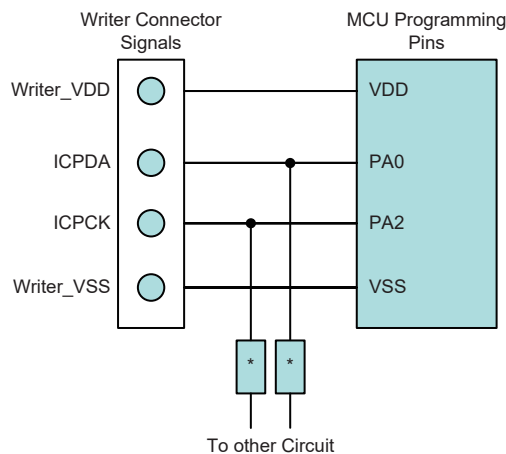 Writer Connector
Signals
MCU Programming
Pins
Writer_VDD
VDD
ICPDA
PA0
ICPCK
PA2
Writer_VSS
VSS
*
*
To other Circuit